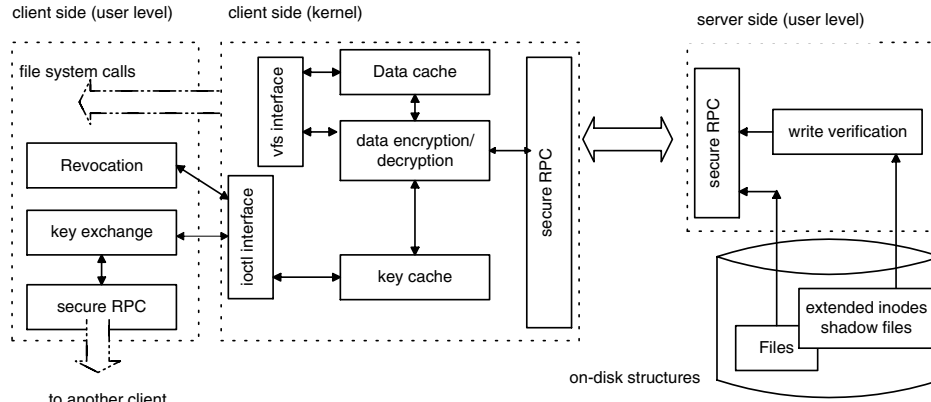 client side (user level)
client side (kernel)
server side (user level)
file system calls
Revocation
key exchange
secure RPC
to another client
vfs interface
ioctl interface
Data cache
data encryption/
decryption
key cache
secure RPC
secure RPC
write verification
extended inodes
shadow files
Files
on-disk structures